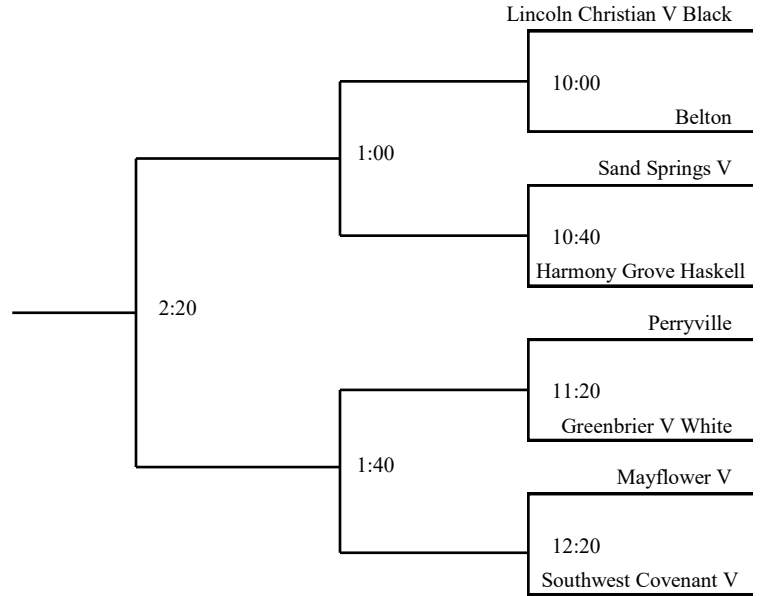 Lincoln Christian V Black
10:00
Belton
1:00
Sand Springs V
10:40
Harmony Grove Haskell
2:20
Perryville
11:20
Greenbrier V White
1:40
Mayflower V
12:20
Southwest Covenant V